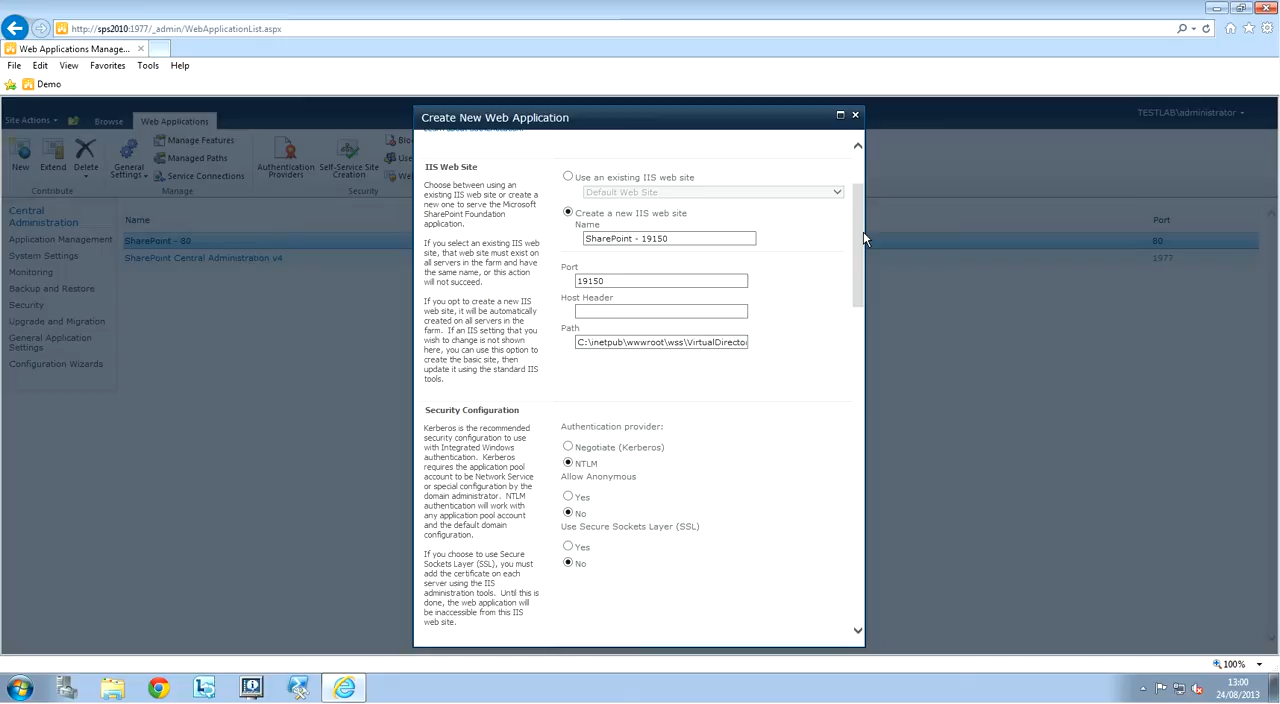 http://sps2010:1977/_admin/WebApplicationList.aspx
Web Applications Manage...
File Edit View Favorites Tools Help
Demo
Site Actions
Browse
Web Applications
TESTLAB\administrator
New
Extend
Delete
General Settings
Manage Features
Managed Paths
Service Connections
Authentication Providers
Self-Service Site Creation
Blo
Use
We
Contribute
Manage
Security
Central Administration
Application Management
System Settings
Monitoring
Backup and Restore
Security
Upgrade and Migration
General Application Settings
Configuration Wizards
Name
Port
SharePoint - 80
80
SharePoint Central Administration v4
1977
Create New Web Application
IIS Web Site
Choose between using an
existing IIS web site or create a
new one to serve the Microsoft
SharePoint Foundation
application.
If you select an existing IIS web
site, that web site must exist on
all servers in the farm and have
the same name, or this action
will not succeed.
If you opt to create a new IIS
web site, it will be automatically
created on all servers in the
farm. If an IIS setting that you
wish to change is not shown
here, you can use this option to
create the basic site, then
update it using the standard IIS
tools.
Use an existing IIS web site
Default Web Site
Create a new IIS web site
Name
SharePoint - 19150
Port
19150
Host Header
Path
C:\inetpub\wwwroot\wss\VirtualDirecto
Security Configuration
Kerberos is the recommended
security configuration to use
with Integrated Windows
authentication. Kerberos
requires the application pool
account to be Network Service
or special configuration by the
domain administrator. NTLM
authentication will work with
any application pool account
and the default domain
configuration.
If you choose to use Secure
Sockets Layer (SSL), you must
add the certificate on each
server using the IIS
administration tools. Until this is
done, the web application will
be inaccessible from this IIS
web site.
Authentication provider:
Negotiate (Kerberos)
NTLM
Allow Anonymous
Yes
No
Use Secure Sockets Layer (SSL)
Yes
No
100%
13:00
24/08/2013